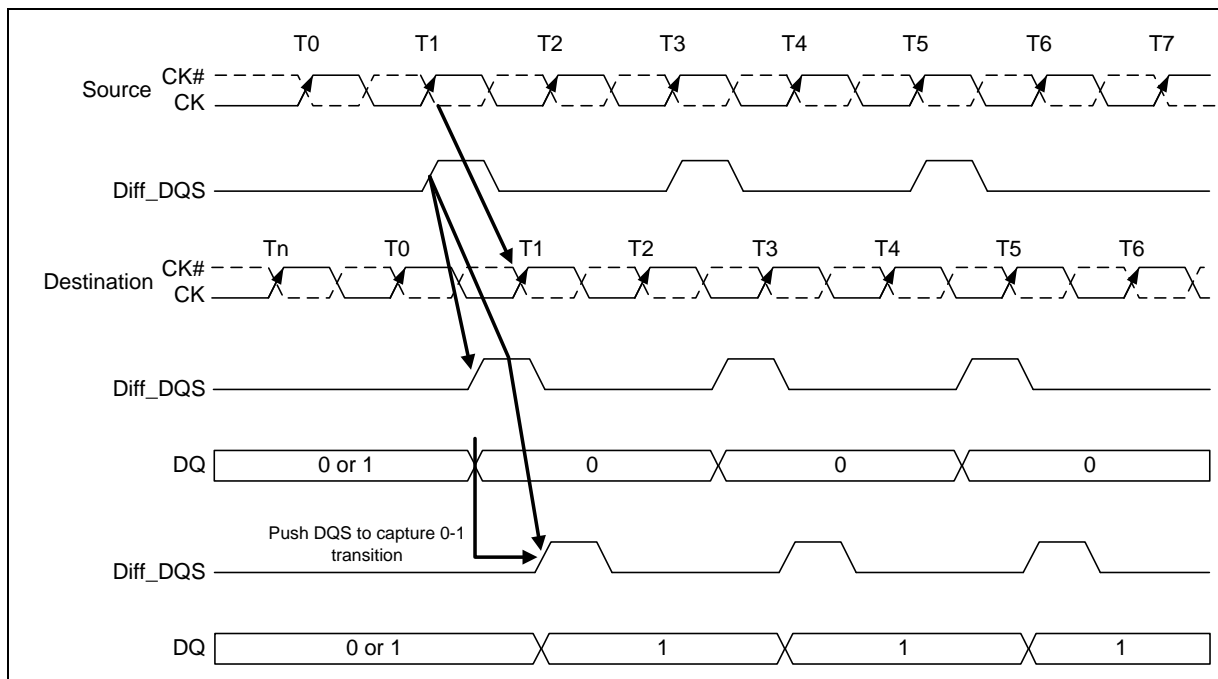 T0 T1 T2 T3 T4 T5 T6 T7
CK#
Source
CK
Diff_DQS
Tn T0 T1 T2 T3 T4 T5 T6
CK#
Destination
CK
Diff_DQS
DQ 0 or 1 0 0 0
Push DQS to capture 0-1
transition
Diff_DQS
DQ 0 or 1 1 1 1